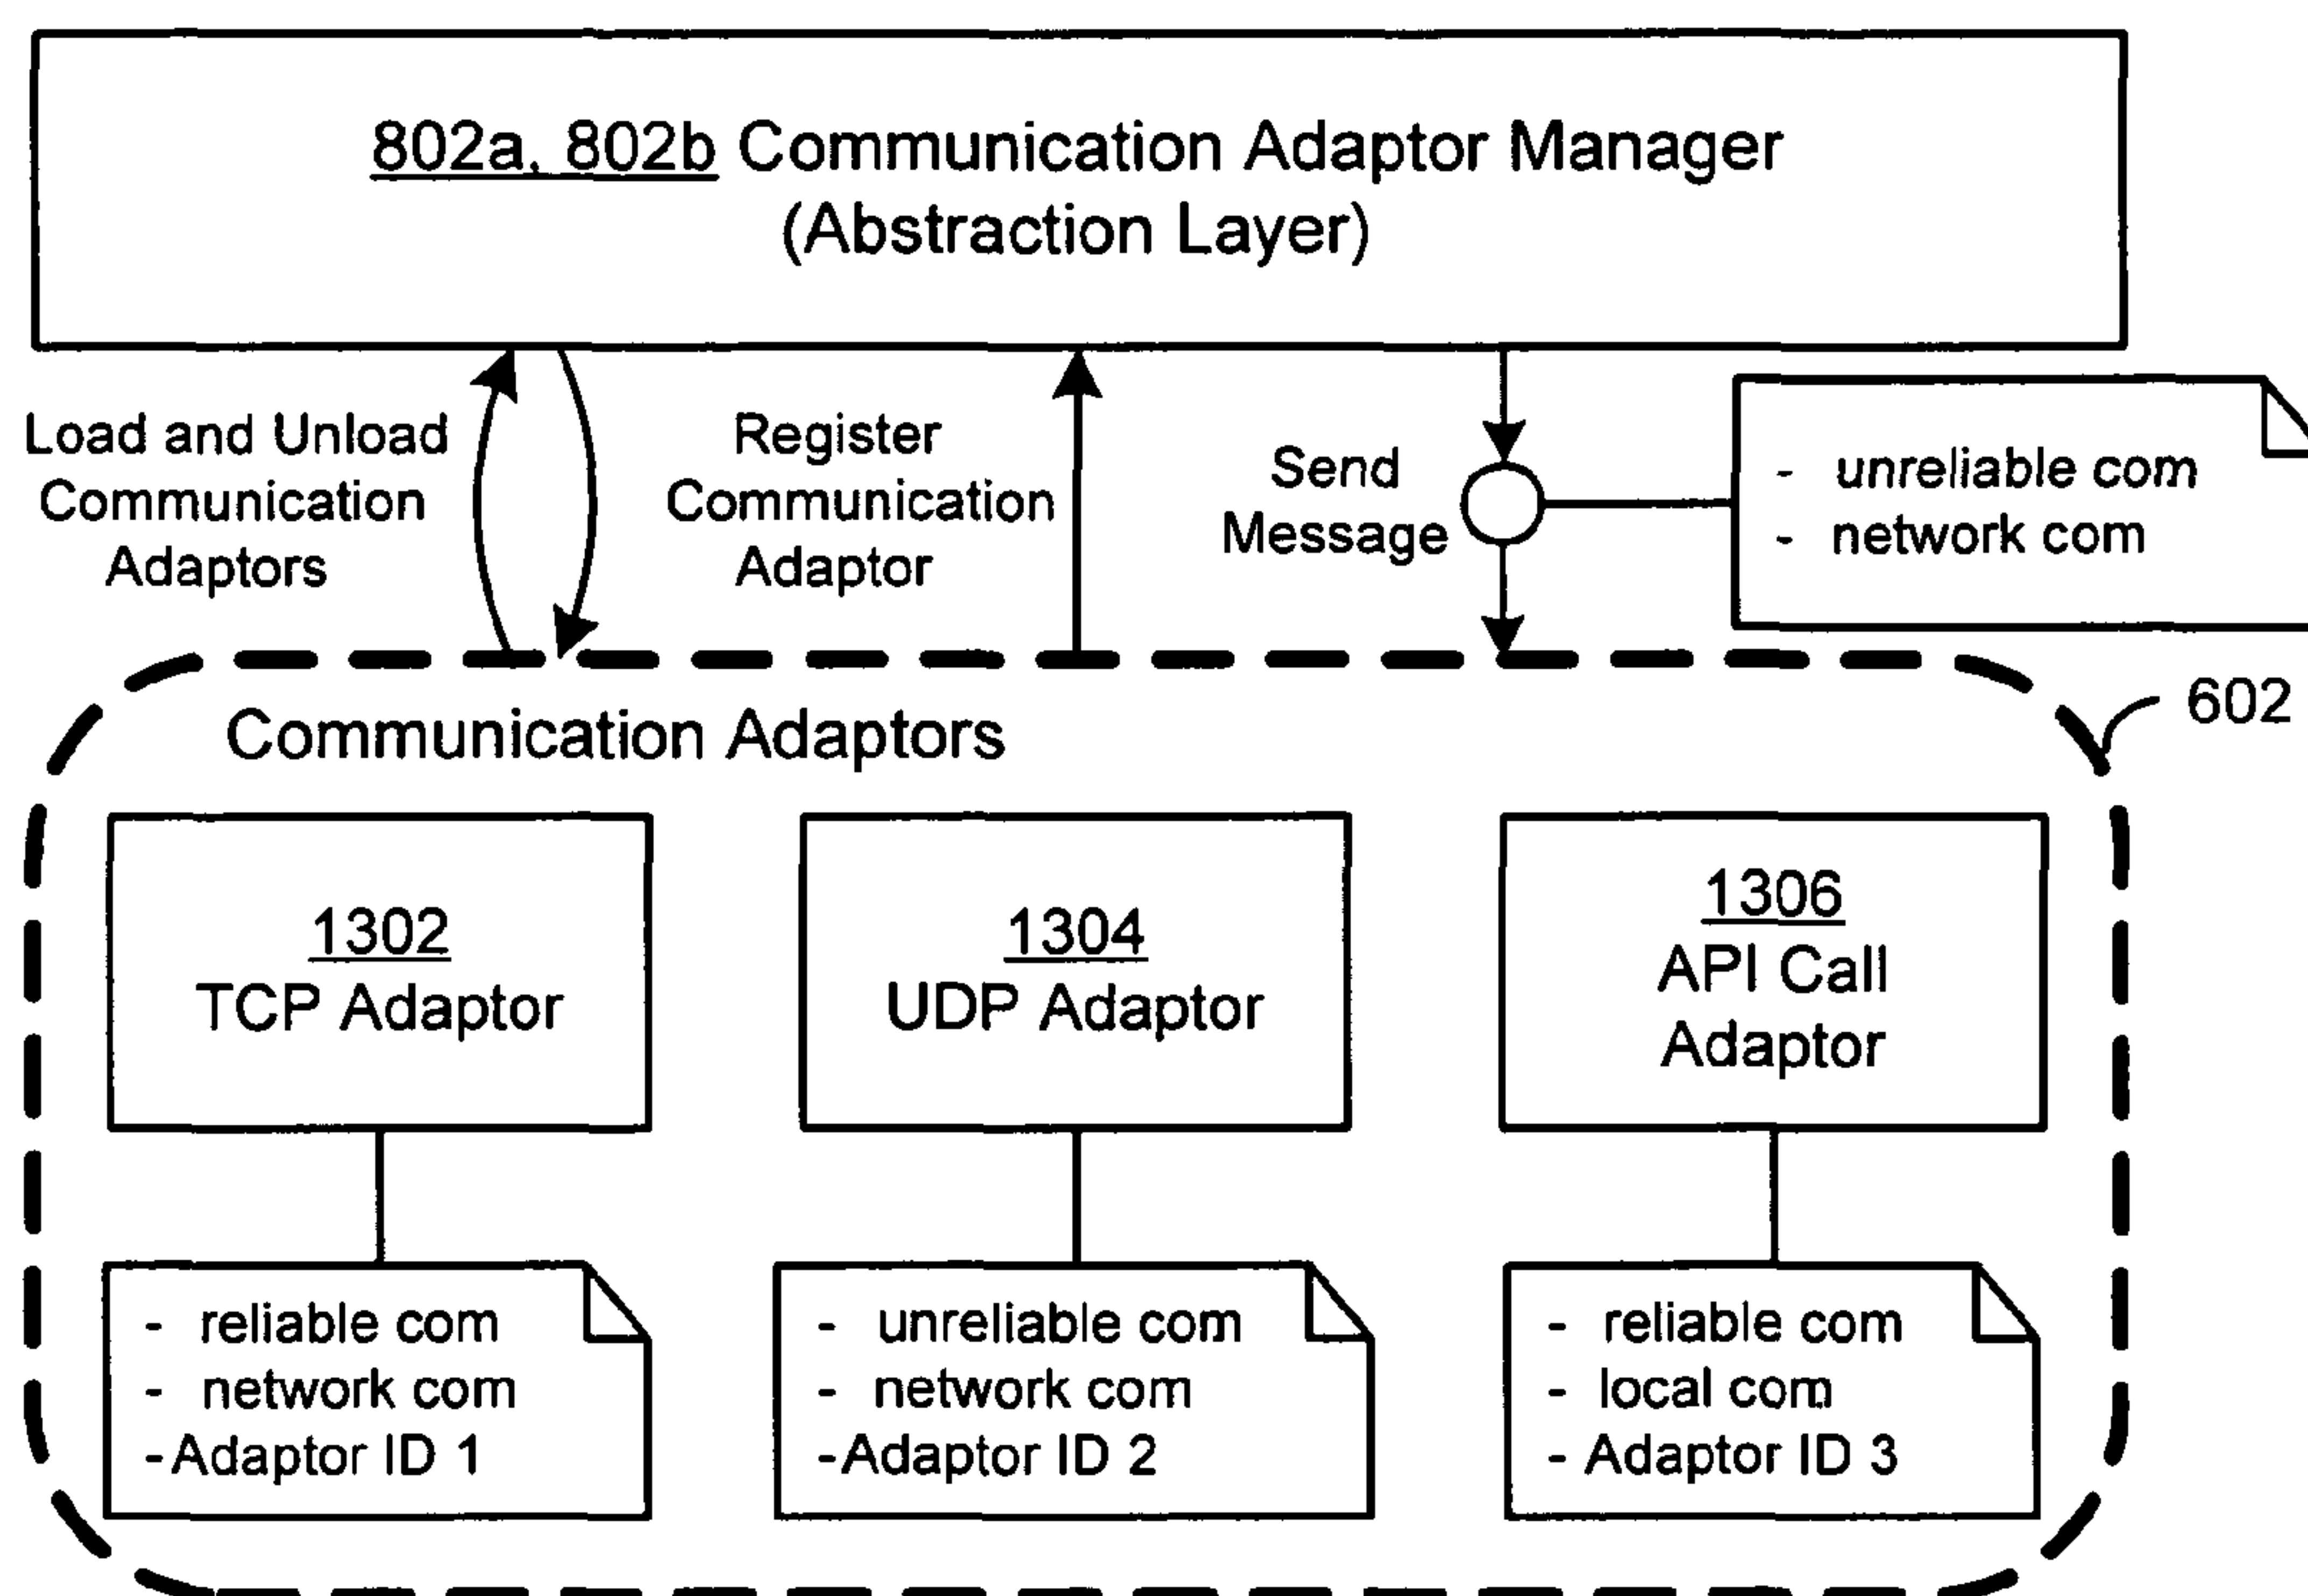 802a, 802b Communication Adaptor Manager
(Abstraction Layer)
Load and Unload
Communication
Adaptors
Register
Communication
Adaptor
Send
Message
- unreliable com
- network com
602
Communication Adaptors
1302
TCP Adaptor
1304
UDP Adaptor
1306
API Call
Adaptor
- reliable com
- network com
-Adaptor ID 1
- unreliable com
- network com
-Adaptor ID 2
- reliable com
- local com
- Adaptor ID 3